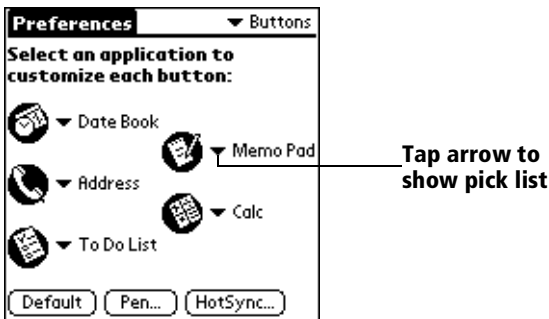 Preferences
Buttons
Select an application to
customize each button:
Date Book
Memo Pad
Address
Calc
To Do List
Default Pen... HotSync...
Tap arrow to
show pick list